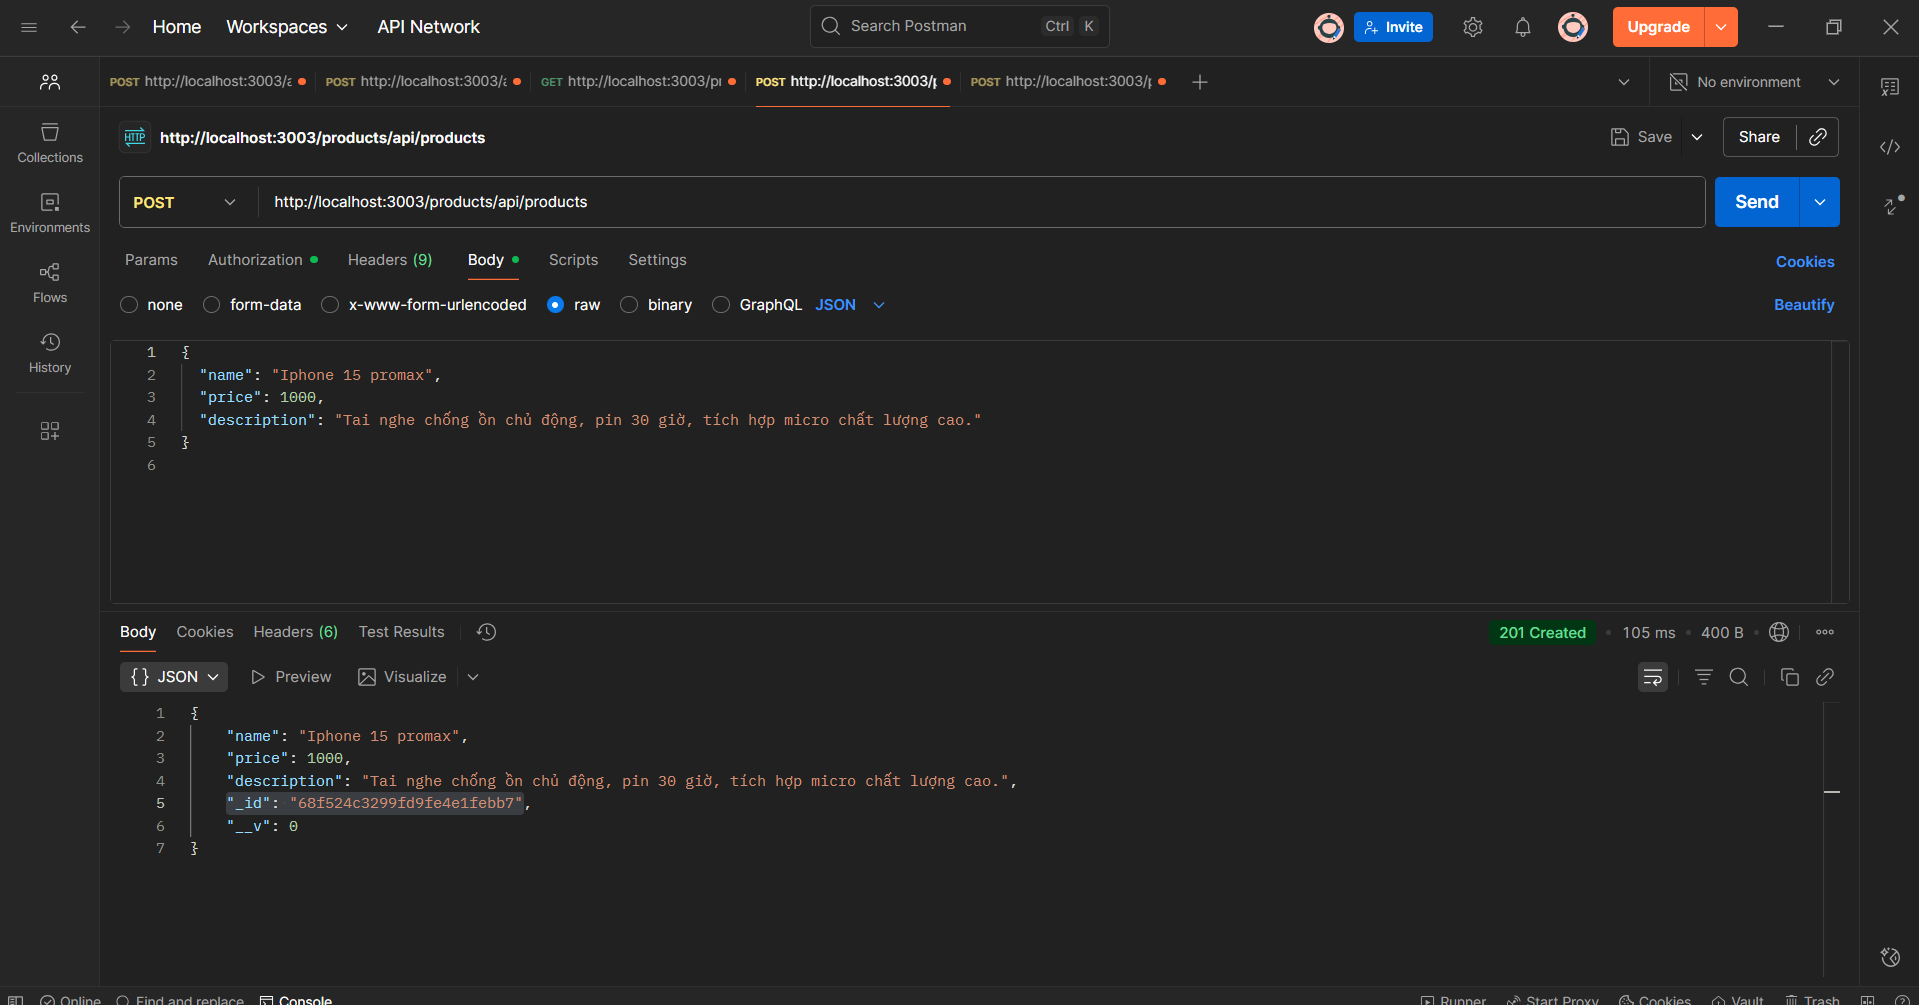 Home Workspaces API Network Search Postman Ctrl K Invite Upgrade
POST http://localhost:3003/a POST http://localhost:3003/a GET http://localhost:3003/pr POST http://localhost:3003/p POST http://localhost:3003/p No environment
HTTP http://localhost:3003/products/api/products Save Share
Collections
POST http://localhost:3003/products/api/products Send
Environments
Params Authorization Headers (9) Body Scripts Settings Cookies
Flows
none form-data x-www-form-urlencoded raw binary GraphQL JSON Beautify
History
1 {
2 "name": "Iphone 15 promax",
3 "price": 1000,
4 "description": "Tai nghe chống ồn chủ động, pin 30 giờ, tích hợp micro chất lượng cao."
5 }
6
Body Cookies Headers (6) Test Results 201 Created • 105 ms • 400 B
{ } JSON Preview Visualize
1 {
2 "name": "Iphone 15 promax",
3 "price": 1000,
4 "description": "Tai nghe chống ồn chủ động, pin 30 giờ, tích hợp micro chất lượng cao.",
5 "_id": "68f524c3299fd9fe4e1febb7",
6 "__v": 0
7 }
Online Find and replace Console Runner Start Proxy Cookies Vault Trash